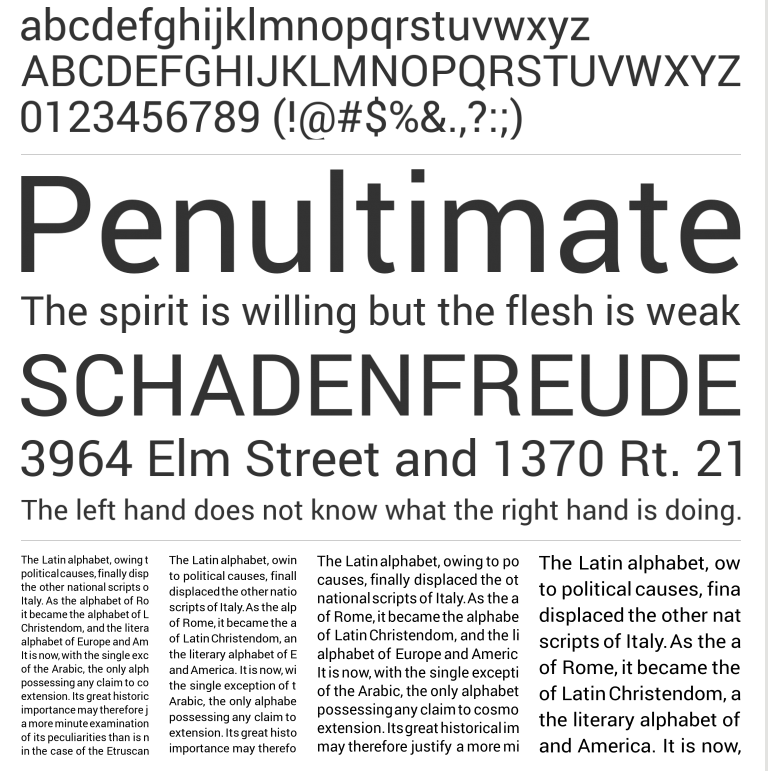 abcdefghijklmnopqrstuvwxyz
ABCDEFGHIJKLMNOPQRSTUVWXYZ
0123456789 (!@#$%&.,?:;)
Penultimate
The spirit is willing but the flesh is weak
SCHADENFREUDE
3964 Elm Street and 1370 Rt. 21
The left hand does not know what the right hand is doing.
The Latin alphabet, owing t
political causes, finally disp
the other national scripts o
Italy. As the alphabet of Ro
it became the alphabet of L
Christendom, and the litera
alphabet of Europe and Am
It is now, with the single exc
of the Arabic, the only alph
possessing any claim to co
extension. Its great historic
importance may therefore j
a more minute examination
of its peculiarities than is n
in the case of the Etruscan
The Latin alphabet, owin
to political causes, finall
displaced the other natio
scripts of Italy. As the alp
of Rome, it became the a
of Latin Christendom, an
the literary alphabet of E
and America. It is now, wi
the single exception of t
Arabic, the only alphabe
possessing any claim to
extension. Its great histo
importance may therefo
The Latin alphabet, owing to po
causes, finally displaced the ot
national scripts of Italy. As the a
of Rome, it became the alphabe
of Latin Christendom, and the li
alphabet of Europe and Americ
It is now, with the single excepti
of the Arabic, the only alphabet
possessing any claim to cosmo
extension. Its great historical im
may therefore justify a more mi
The Latin alphabet, ow
to political causes, fina
displaced the other nat
scripts of Italy. As the a
of Rome, it became the
of Latin Christendom, a
the literary alphabet of
and America. It is now,